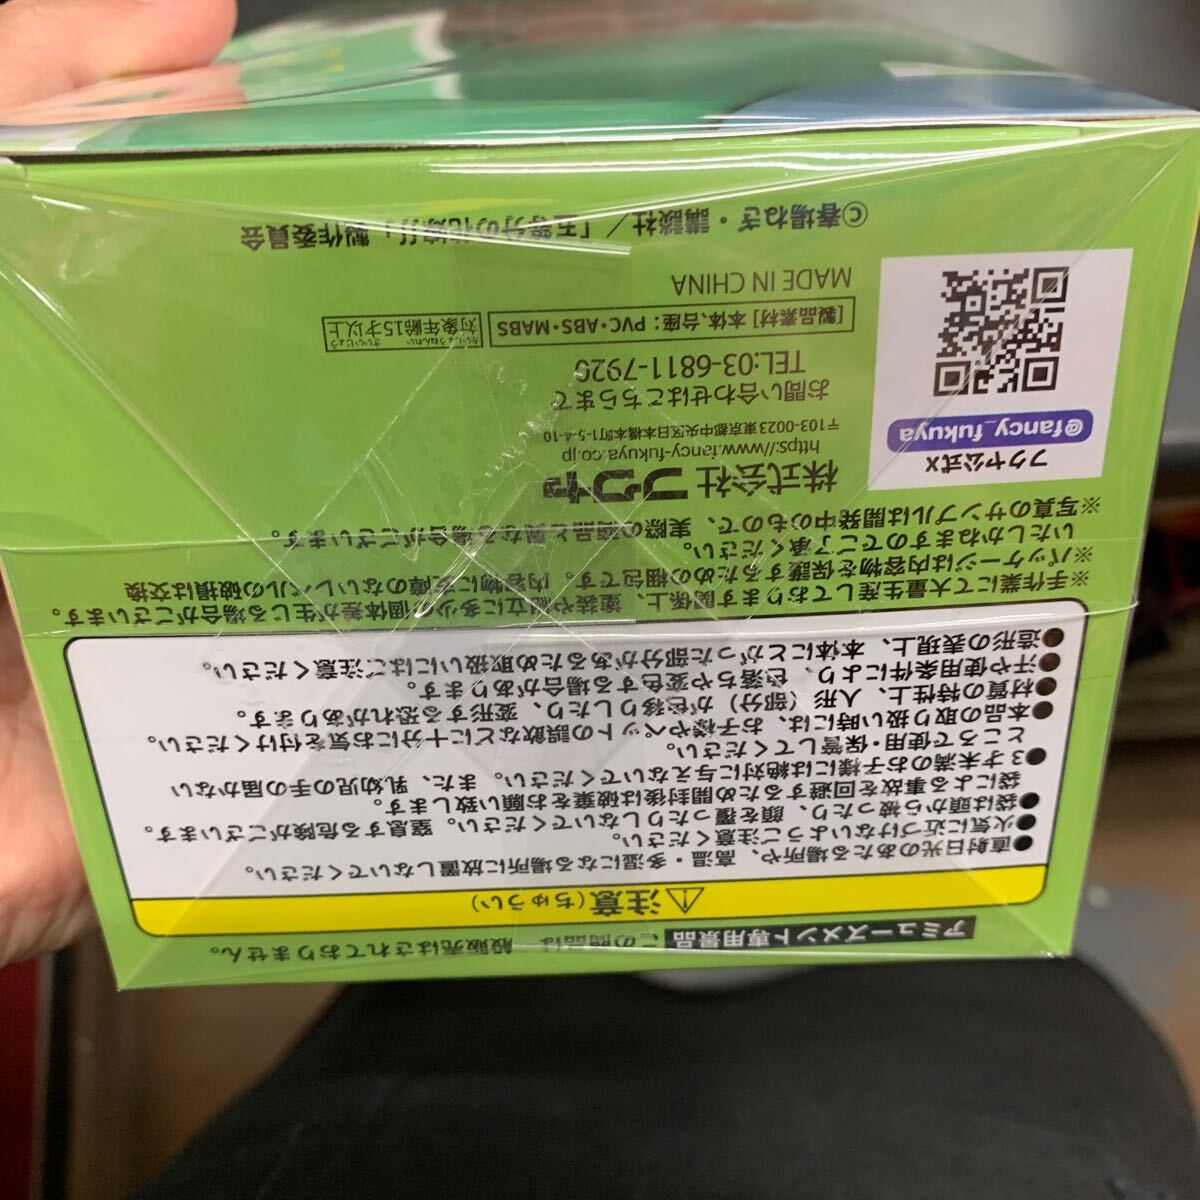 アミューズメント専用景品 この商品は 般販売はされておりません。
注意(ちゅうい)
●直射日光のあたる場所や、高温・多湿になる場所に放置しないでください。
●火気に近づけないようご注意ください。
●袋は頭から被ったり、顔を覆ったりしないでください。窒息する危険がございます。
袋による事故を回避するため開封後は破棄をお願い致します。
●3才未満のお子様には絶対に与えないでください。また、乳幼児の手の届かない
ところで使用・保管してください。
●本品の取り扱い時には、お子様やペットの誤飲などに十分にお気を付けください。
●材質の特性上、人形(部分)が色移りしたり、変形する恐れがあります。
●汗や使用条件により、色落ちや変色する場合があります。
●造形の表現上、本体にとがった部分があるため取扱いにはご注意ください。
※手作業にて大量生産しております関係上、塗装や組立に多少の個体差が生じる場合がございます。
※パッケージは内容物を保護するための梱包です。内容物に支障のないレベルの破損は交換
いたしかねますのでご了承ください。
※写真のサンプルは開発中のもので、実際の商品と異なる場合がございます。
株式会社フクヤ
https://www.fancy-fukuya.co.jp
〒103-0023東京都中央区日本橋本町1-5-4-10
お問い合わせはこちらまで
TEL:03-6811-7920
[製品素材] 本体、台座：PVC・ABS・MABS
対象年齢15才以上
たいしょうねんれい さいいじょう
MADE IN CHINA
©春場ねぎ・講談社／「五等分の花嫁∬」製作委員会
フクヤ公式X
@fancy_fukuya